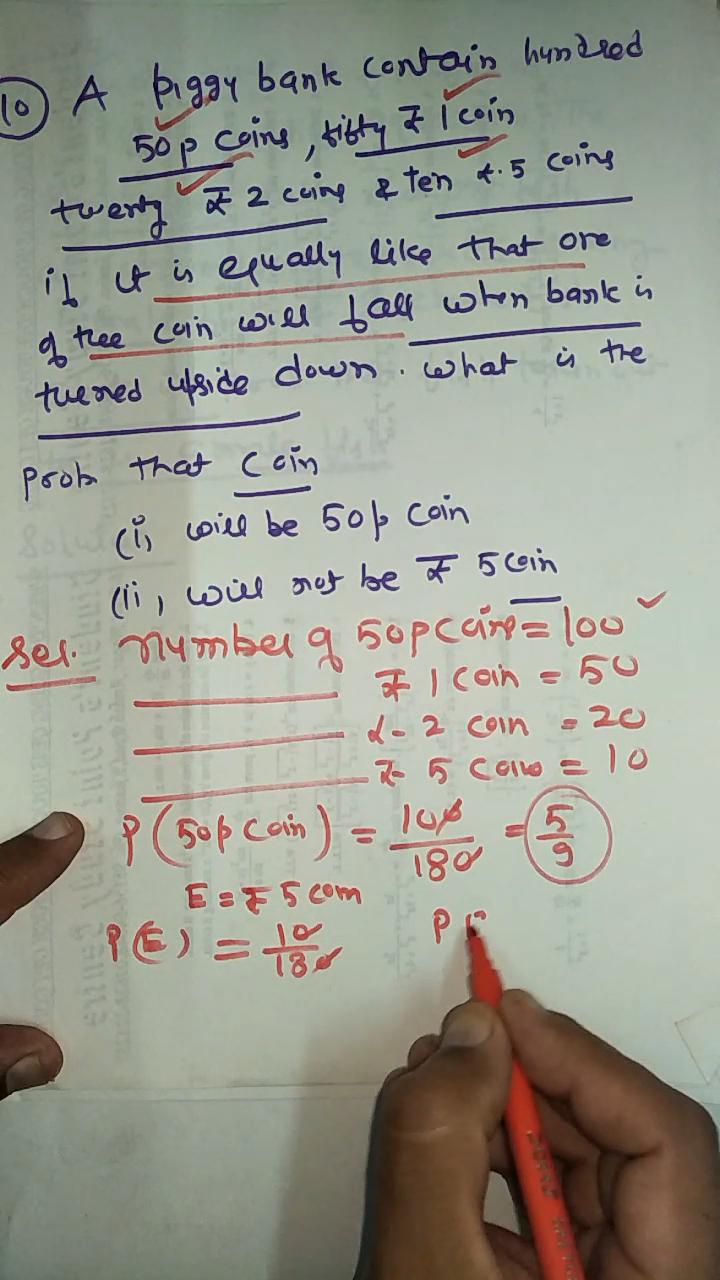 10 A piggy bank contain hundred
50p coins, fifty ₹ 1 coin
twenty ₹ 2 coins & ten ₹. 5 coins
if it is equally like that one
of thee coin will fall when bank is
turned upside down. what is the
prob that coin
(i) will be 50p coin
(ii) will not be ₹ 5 coin
Sol. Number of 50p coins = 100
₹ 1 coin = 50
₹ 2 coin = 20
₹ 5 coins = 10
P(50p coin) = 100/180 = 5/9
E = ₹ 5 coin
P(E) = 10/180 P